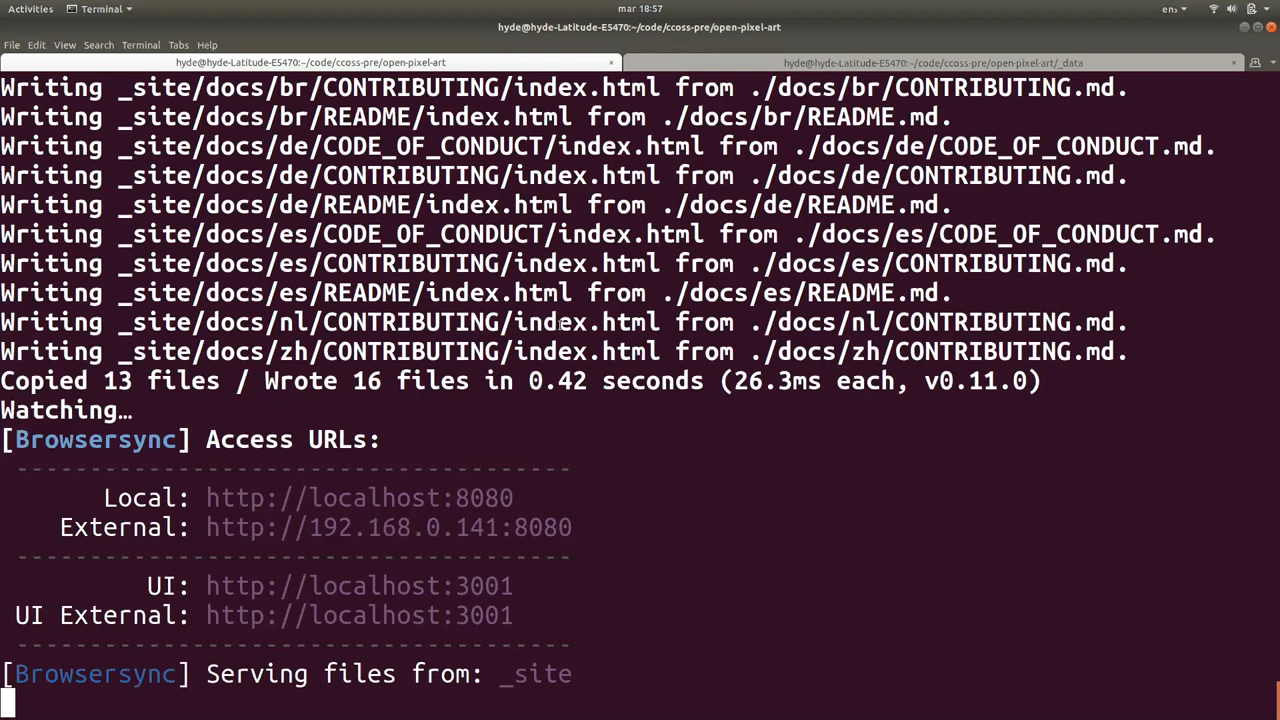 Activities Terminal mar 18:57 en₃
hyde@hyde-Latitude-E5470:~/code/ccoss-pre/open-pixel-art
File Edit View Search Terminal Tabs Help
hyde@hyde-Latitude-E5470:~/code/ccoss-pre/open-pixel-art × hyde@hyde-Latitude-E5470:~/code/ccoss-pre/open-pixel-art/_data ×
Writing _site/docs/br/CONTRIBUTING/index.html from ./docs/br/CONTRIBUTING.md.
Writing _site/docs/br/README/index.html from ./docs/br/README.md.
Writing _site/docs/de/CODE_OF_CONDUCT/index.html from ./docs/de/CODE_OF_CONDUCT.md.
Writing _site/docs/de/CONTRIBUTING/index.html from ./docs/de/CONTRIBUTING.md.
Writing _site/docs/de/README/index.html from ./docs/de/README.md.
Writing _site/docs/es/CODE_OF_CONDUCT/index.html from ./docs/es/CODE_OF_CONDUCT.md.
Writing _site/docs/es/CONTRIBUTING/index.html from ./docs/es/CONTRIBUTING.md.
Writing _site/docs/es/README/index.html from ./docs/es/README.md.
Writing _site/docs/nl/CONTRIBUTING/index.html from ./docs/nl/CONTRIBUTING.md.
Writing _site/docs/zh/CONTRIBUTING/index.html from ./docs/zh/CONTRIBUTING.md.
Copied 13 files / Wrote 16 files in 0.42 seconds (26.3ms each, v0.11.0)
Watching…
[Browsersync] Access URLs:
--------------------------------------
Local: http://localhost:8080
External: http://192.168.0.141:8080
--------------------------------------
UI: http://localhost:3001
UI External: http://localhost:3001
--------------------------------------
[Browsersync] Serving files from: _site